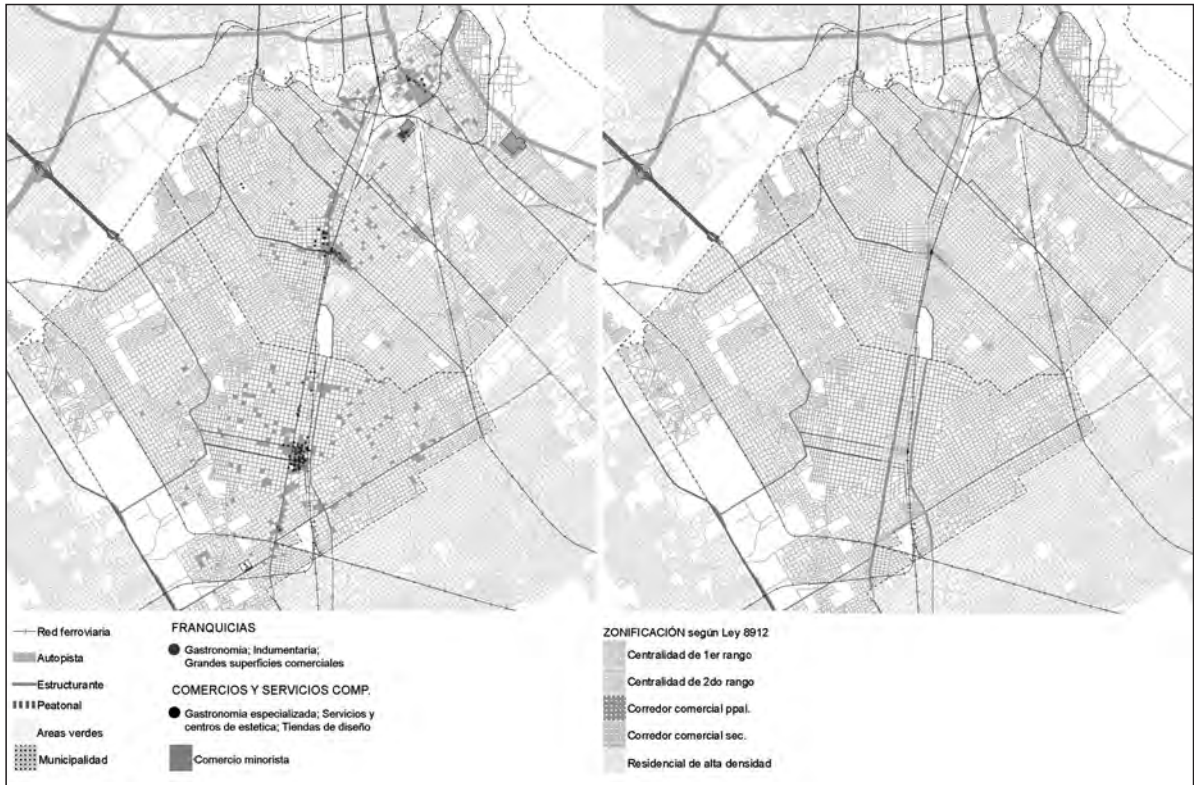 Red ferroviaria
Autopista
Estructurante
Peatonal
Areas verdes
Municipalidad
FRANQUICIAS
Gastronomia; Indumentaria;
Grandes superficies comerciales
COMERCIOS Y SERVICIOS COMP.
Gastronomia especializada; Servicios y
centros de estetica; Tiendas de diseño
Comercio minorista
ZONIFICACIÓN según Ley 8912
Centralidad de 1er rango
Centralidad de 2do rango
Corredor comercial ppal.
Corredor comercial sec.
Residencial de alta densidad